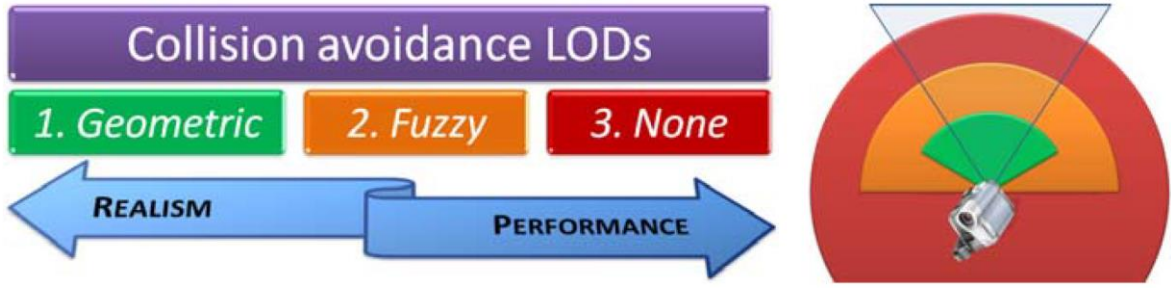 Collision avoidance LODs
1. Geometric 2. Fuzzy 3. None
REALISM
PERFORMANCE